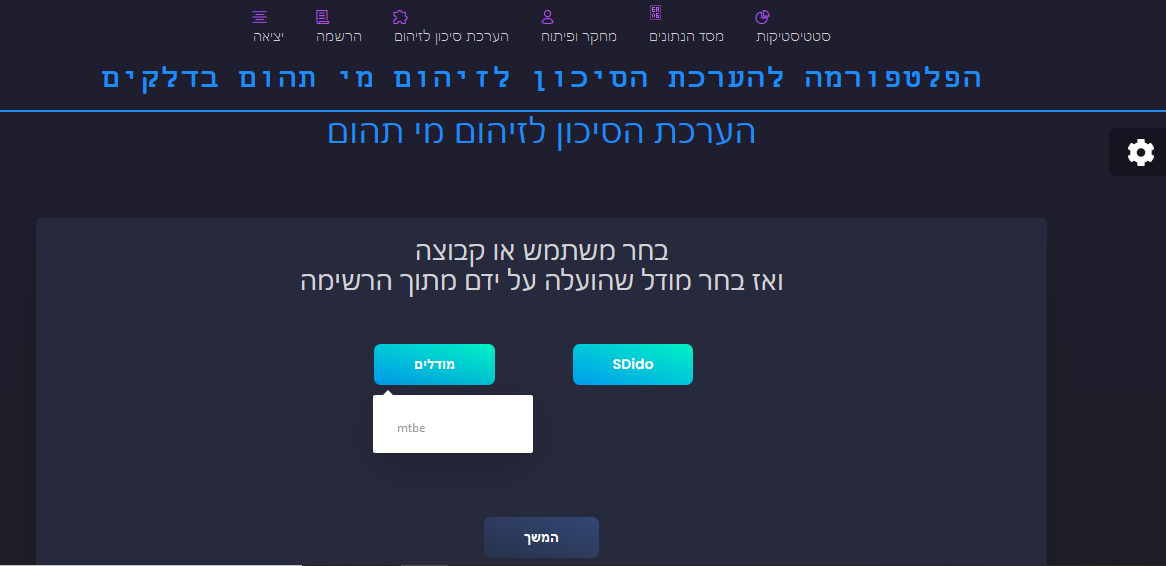 סטטיסטיקות
מסד הנתונים
מחקר ופיתוח
הערכת סיכון לזיהום
הרשמה
יציאה
הפלטפורמה להערכת הסיכון לזיהום מי תהום בדלקים
הערכת הסיכון לזיהום מי תהום
בחר משתמש או קבוצה
ואז בחר מודל שהועלה על ידם מתוך הרשימה
SDido
מודלים
mtbe
המשך